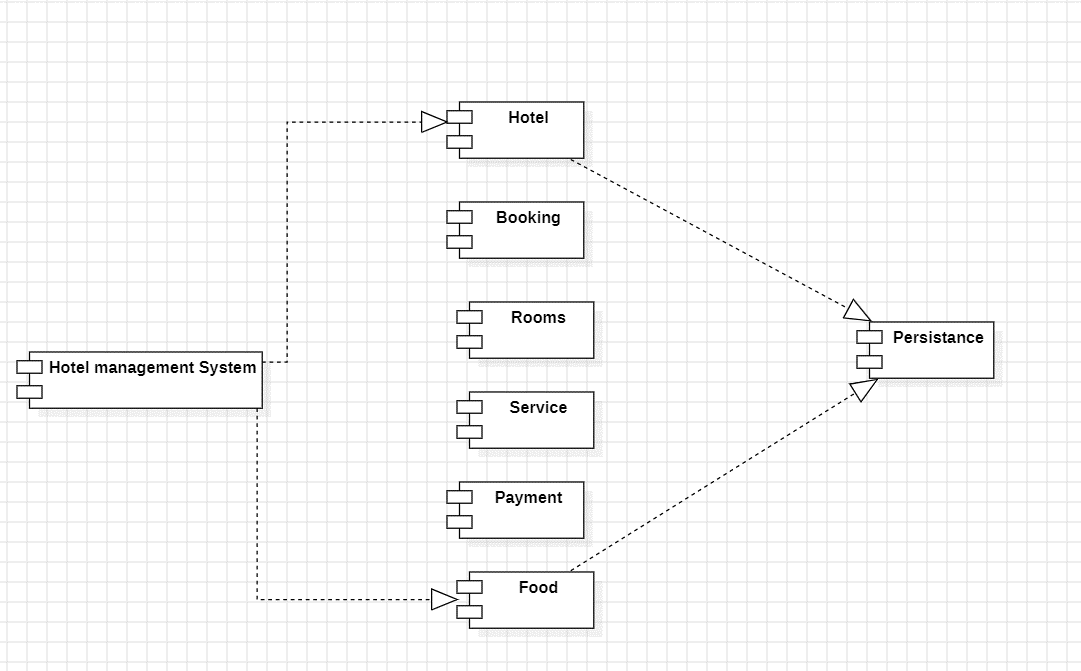 Hotel
Booking
Rooms
Hotel management System
Persistance
Service
Payment
Food